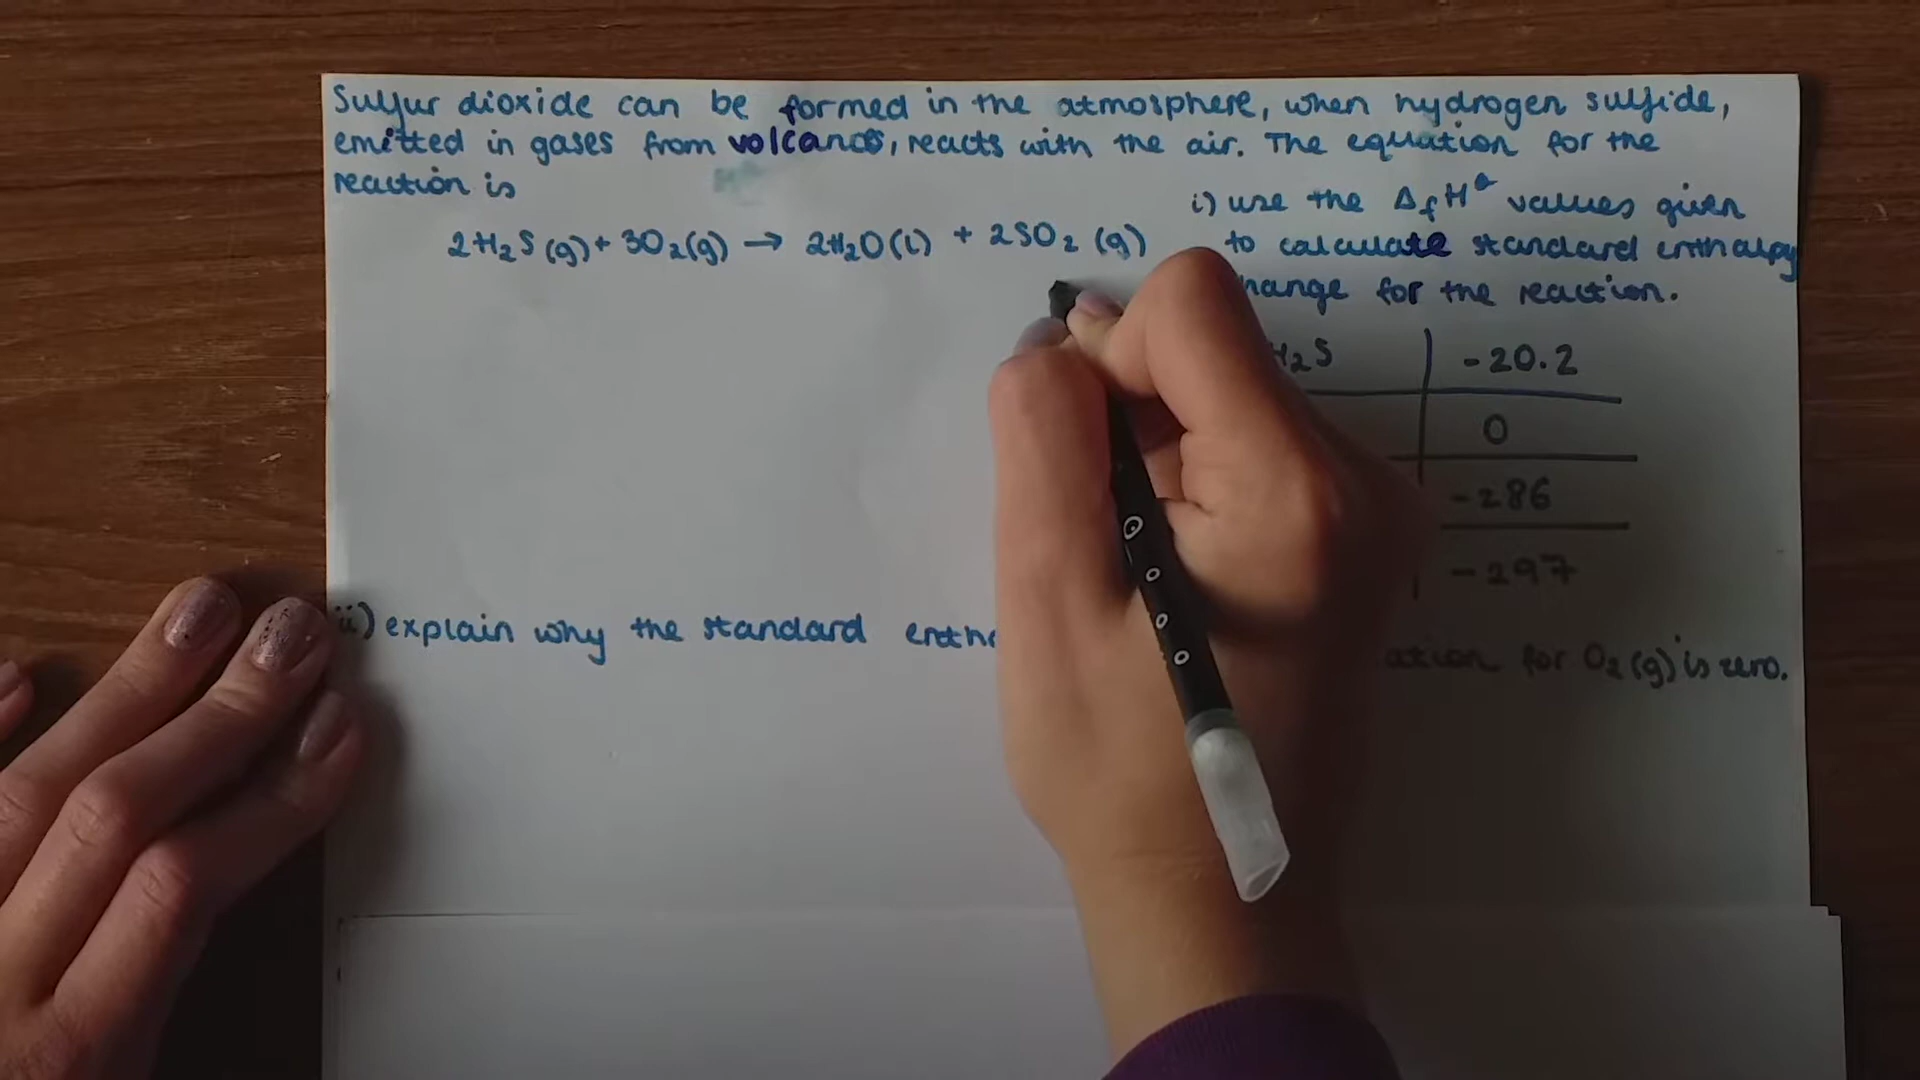 Sulfur dioxide can be formed in the atmosphere, when hydrogen sulfide,
emitted in gases from volcanos, reacts with the air. The equation for the
reaction is
2H₂S(g) + 3O₂(g) → 2H₂O(l) + 2SO₂(g)
i) use the ΔfH° values given
to calculate standard enthalpy
hange for the reaction.
H₂S -20.2
0
-286
-297
ii) explain why the standard ation for O₂(g) is zero.